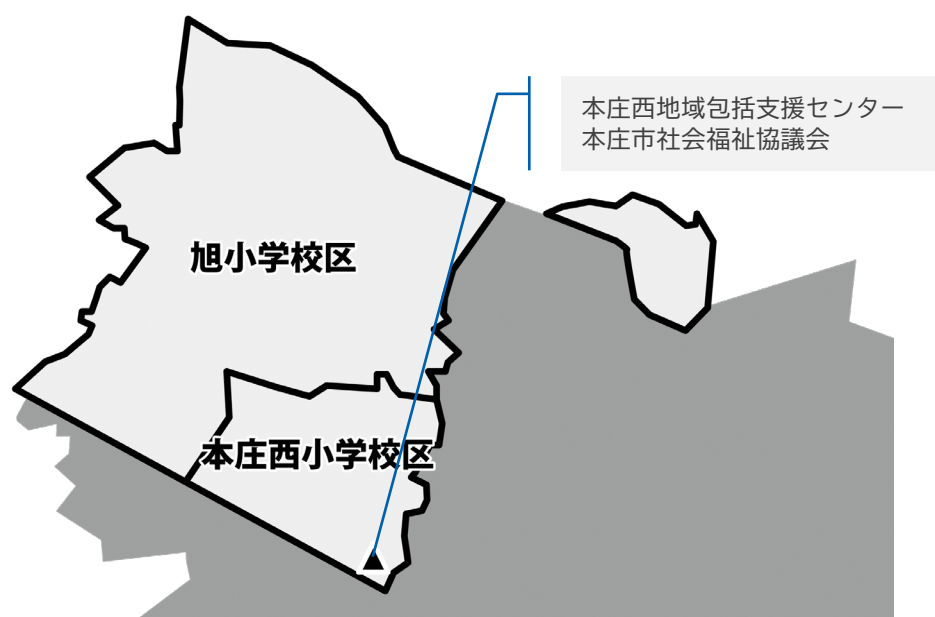 本庄西地域包括支援センター
本庄市社会福祉協議会
旭小学校区
本庄西小学校区